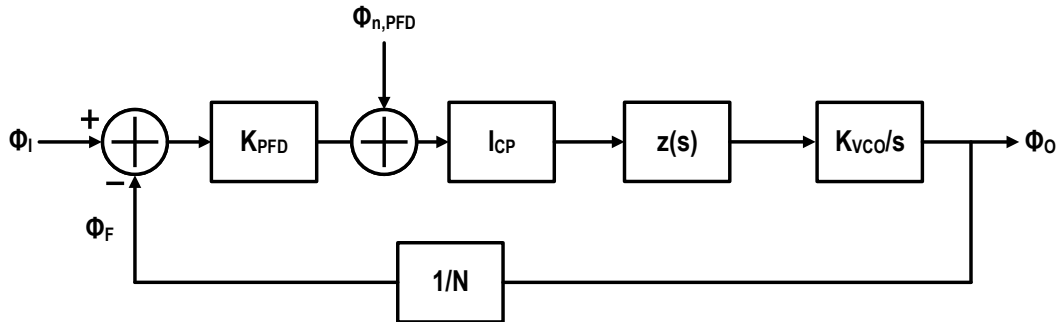 Φn,PFD
+
ΦI
KPFD
ICP
z(s)
KVCO/s
ΦO
−
ΦF
1/N